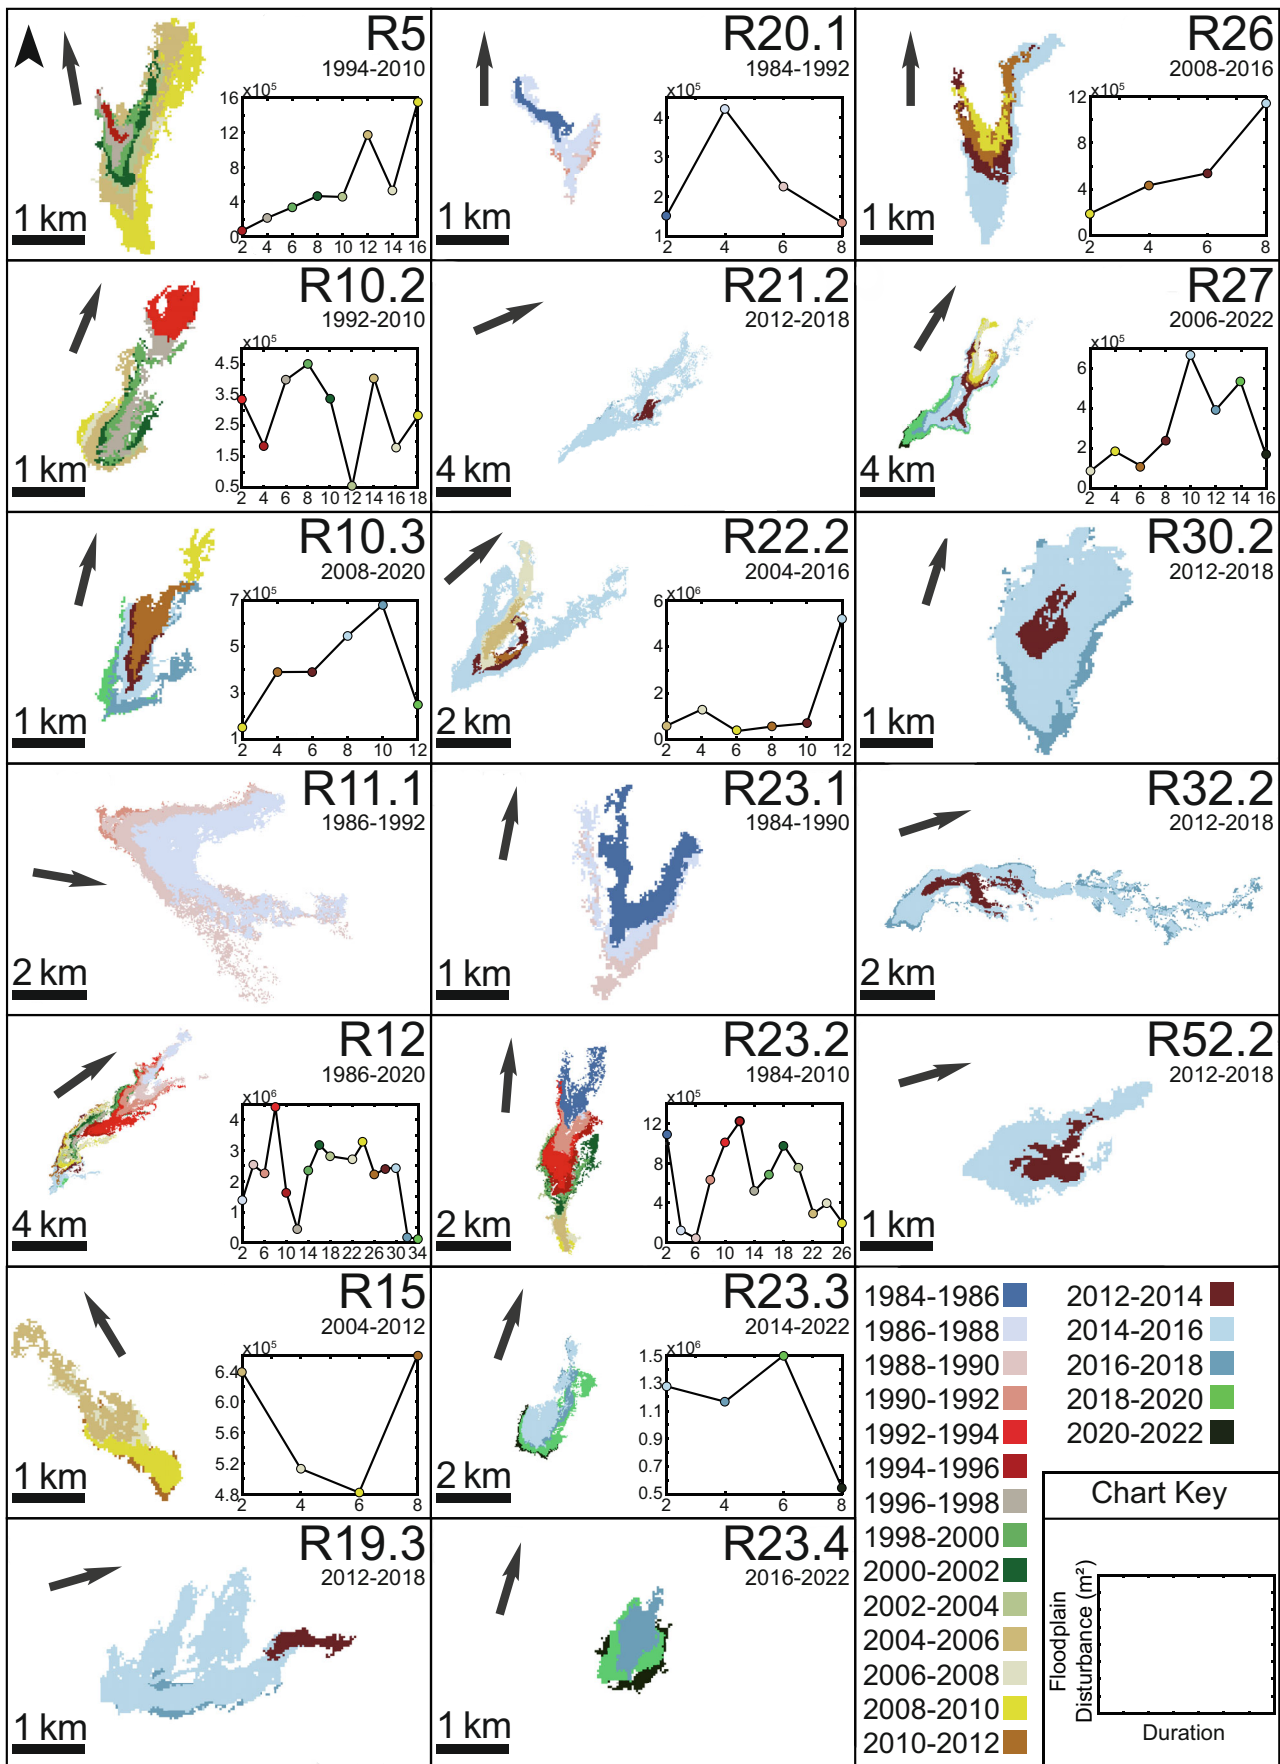 R5
1994-2010
x10⁵
16
12
8
4
0
2 4 6 8 10 12 14 16
1 km
R20.1
1984-1992
x10⁵
4
3
2
1
2 4 6 8
1 km
R26
2008-2016
x10⁵
12
8
4
0
2 4 6 8
1 km
R10.2
1992-2010
x10⁵
4.5
3.5
2.5
1.5
0.5
2 4 6 8 10 12 14 16 18
1 km
R21.2
2012-2018
4 km
R27
2006-2022
x10⁵
6
4
2
0
2 4 6 8 10 12 14 16
4 km
R10.3
2008-2020
x10⁵
7
5
3
1
2 4 6 8 10 12
1 km
R22.2
2004-2016
x10⁶
6
4
2
0
2 4 6 8 10 12
2 km
R30.2
2012-2018
1 km
R11.1
1986-1992
2 km
R23.1
1984-1990
1 km
R32.2
2012-2018
2 km
R12
1986-2020
x10⁶
4
3
2
1
0
2 6 10 14 18 22 26 30 34
4 km
R23.2
1984-2010
x10⁵
12
8
4
0
2 6 10 14 18 22 26
2 km
R52.2
2012-2018
1 km
R15
2004-2012
x10⁵
6.4
6.0
5.6
5.2
4.8
2 4 6 8
1 km
R23.3
2014-2022
x10⁶
1.5
1.3
1.1
0.9
0.7
0.5
2 4 6 8
2 km
R19.3
2012-2018
1 km
R23.4
2016-2022
1 km
1984-1986
1986-1988
1988-1990
1990-1992
1992-1994
1994-1996
1996-1998
1998-2000
2000-2002
2002-2004
2004-2006
2006-2008
2008-2010
2010-2012
2012-2014
2014-2016
2016-2018
2018-2020
2020-2022
Chart Key
Floodplain
Disturbance (m²)
Duration